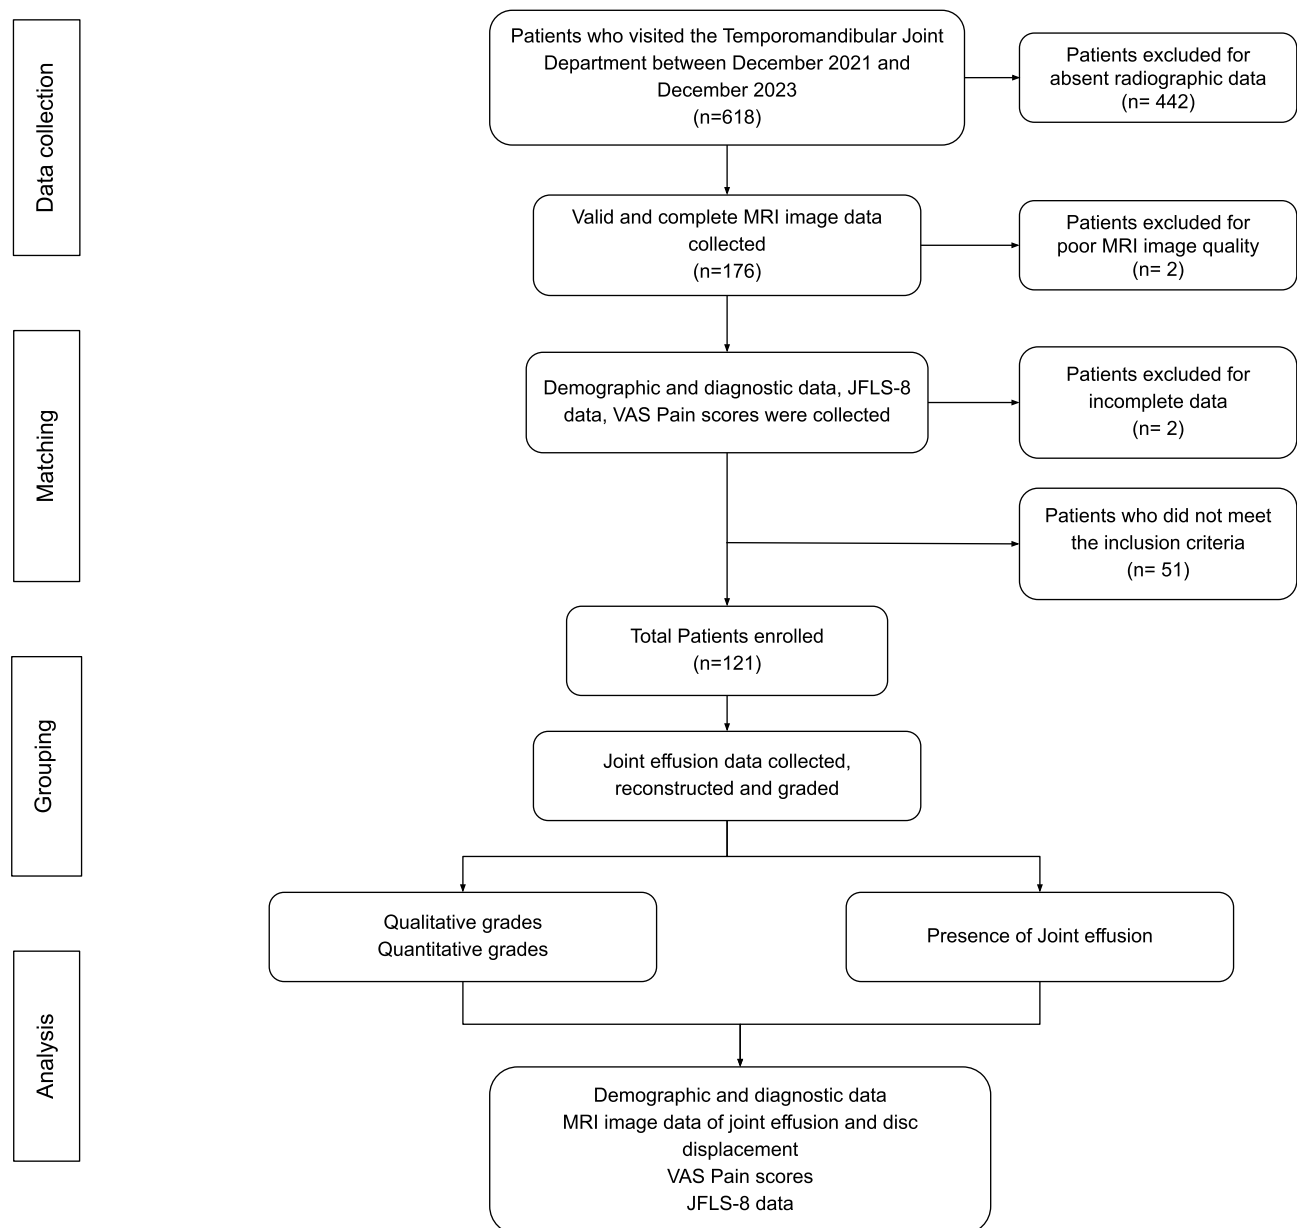 Data collection
Patients who visited the Temporomandibular Joint
Department between December 2021 and
December 2023
(n=618)
Patients excluded for
absent radiographic data
(n= 442)
Valid and complete MRI image data
collected
(n=176)
Patients excluded for
poor MRI image quality
(n= 2)
Matching
Demographic and diagnostic data, JFLS-8
data, VAS Pain scores were collected
Patients excluded for
incomplete data
(n= 2)
Patients who did not meet
the inclusion criteria
(n= 51)
Total Patients enrolled
(n=121)
Grouping
Joint effusion data collected,
reconstructed and graded
Qualitative grades
Quantitative grades
Presence of Joint effusion
Analysis
Demographic and diagnostic data
MRI image data of joint effusion and disc
displacement
VAS Pain scores
JFLS-8 data